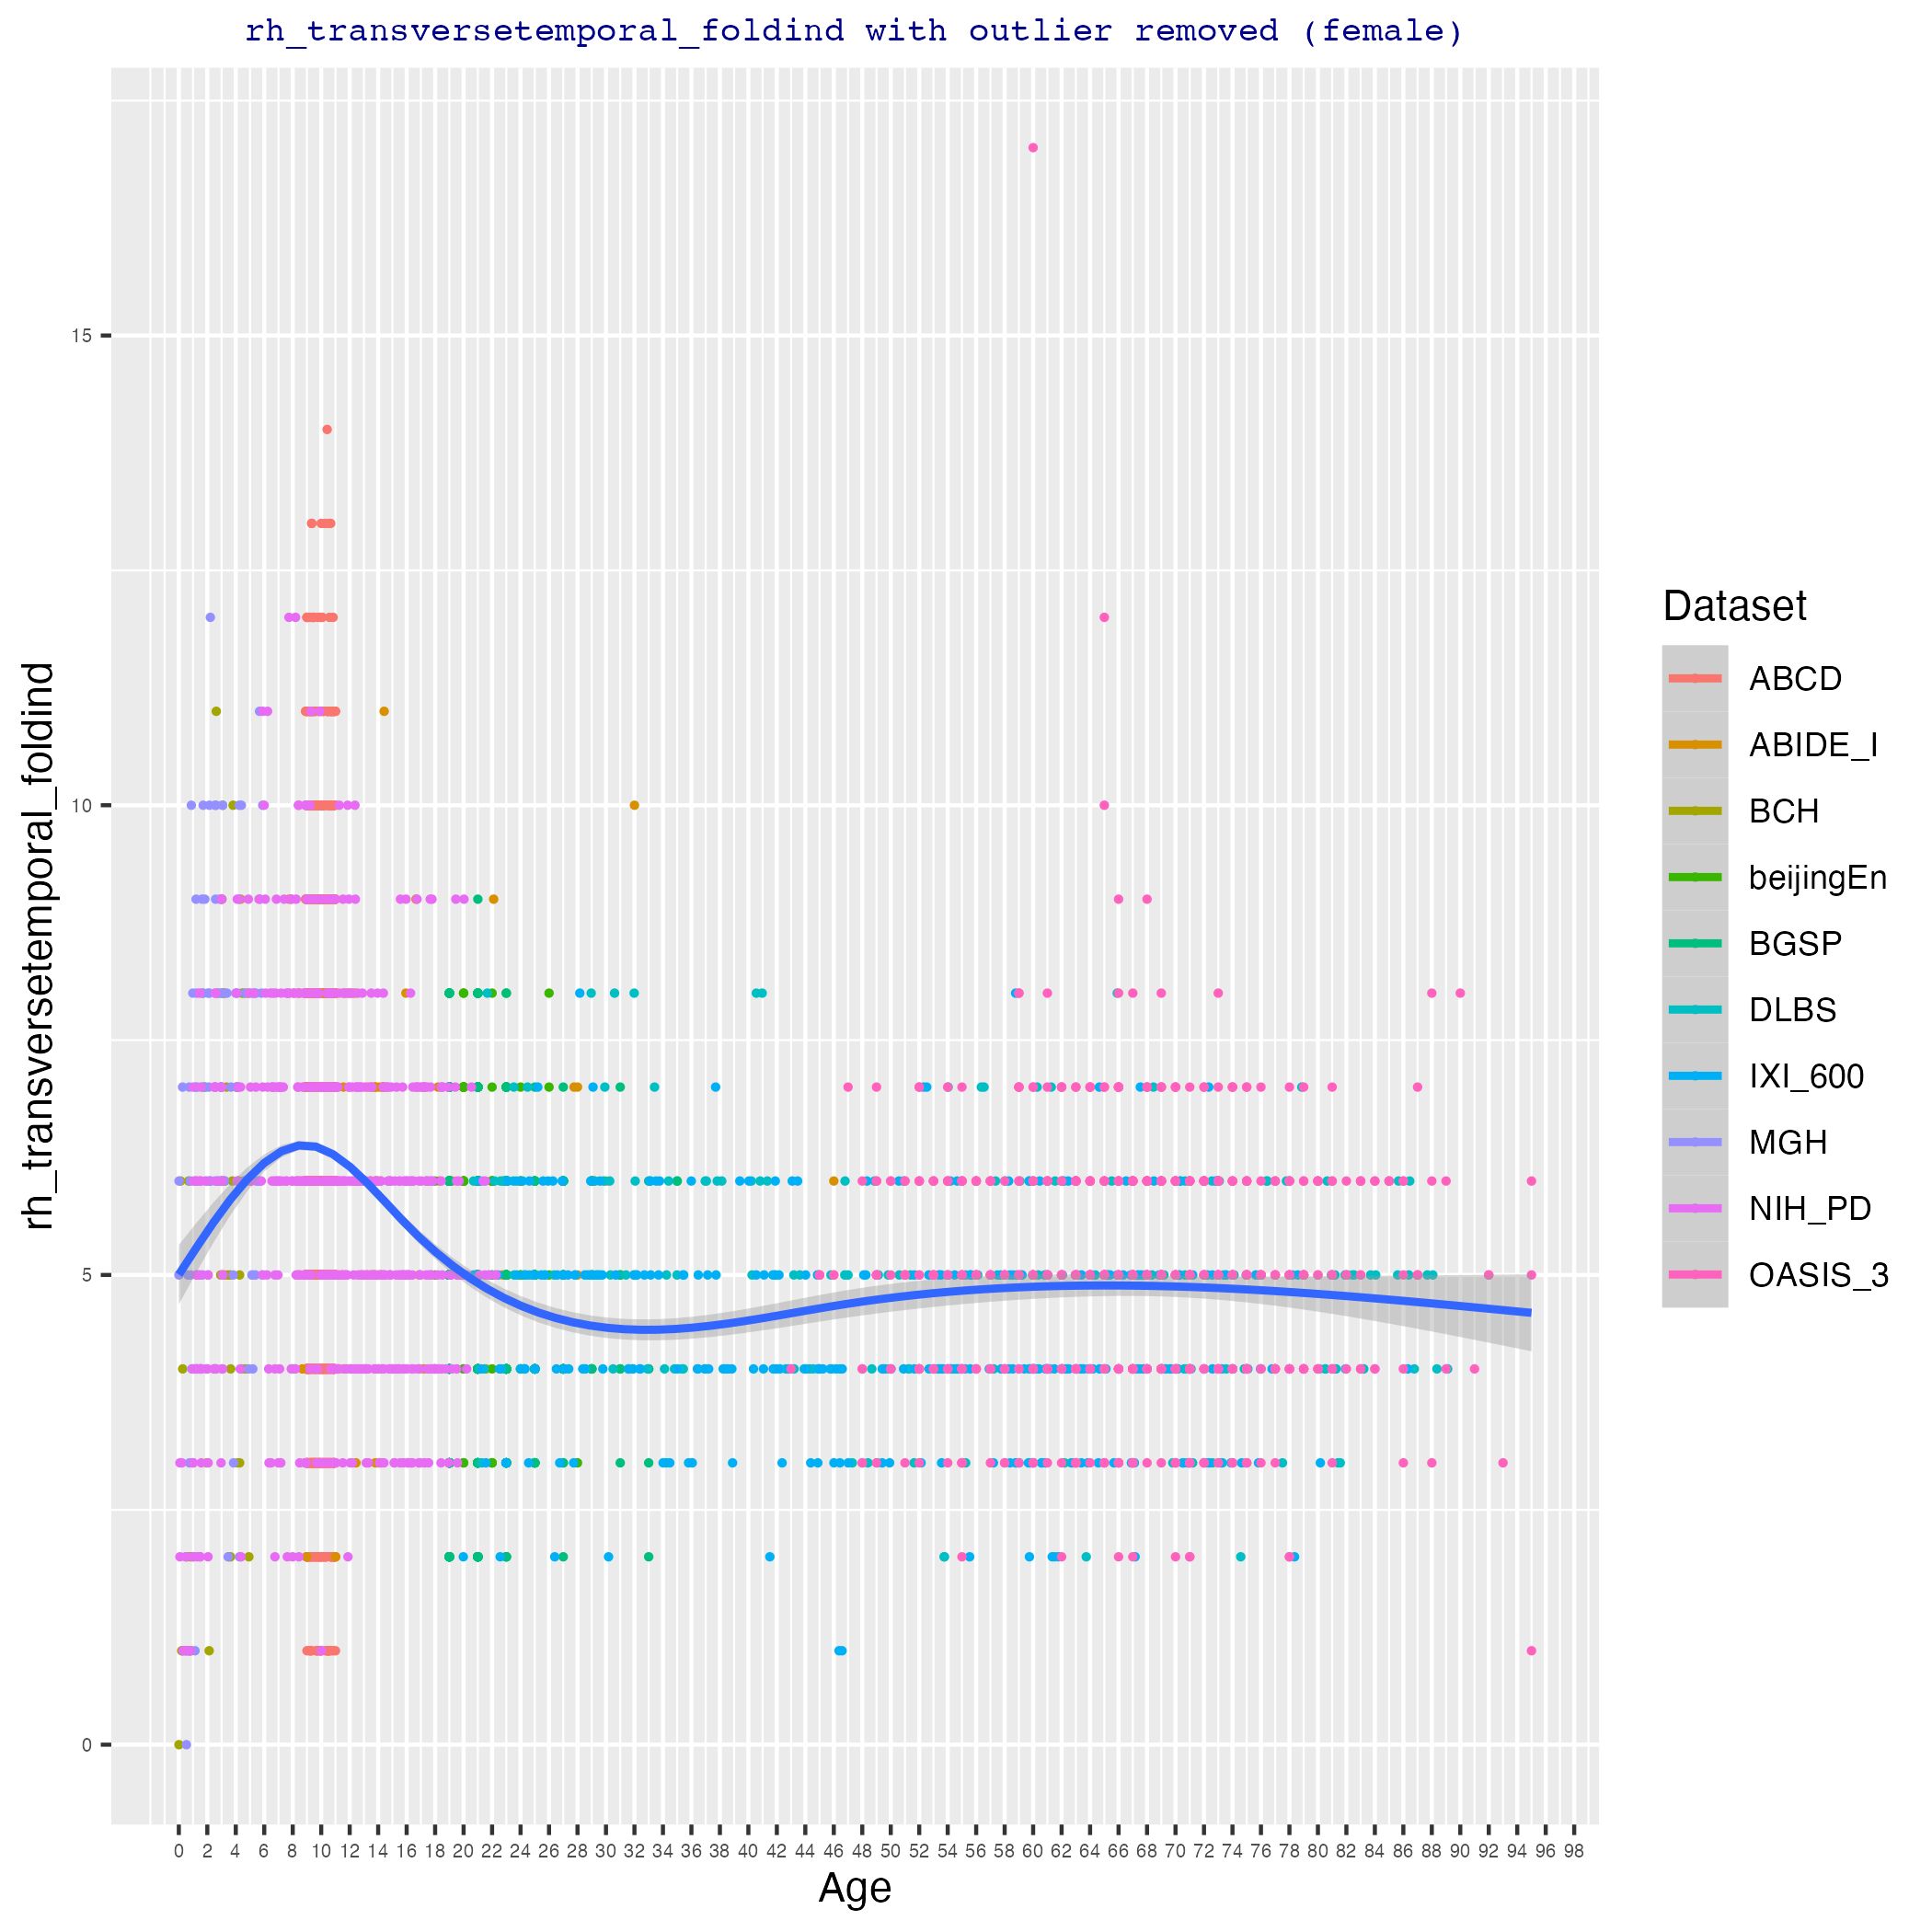 rh_transversetemporal_foldind with outlier removed (female)
rh_transversetemporal_foldind
15
10
5
0
0 2 4 6 8 10 12 14 16 18 20 22 24 26 28 30 32 34 36 38 40 42 44 46 48 50 52 54 56 58 60 62 64 66 68 70 72 74 76 78 80 82 84 86 88 90 92 94 96 98
Age
Dataset
ABCD
ABIDE_I
BCH
beijingEn
BGSP
DLBS
IXI_600
MGH
NIH_PD
OASIS_3